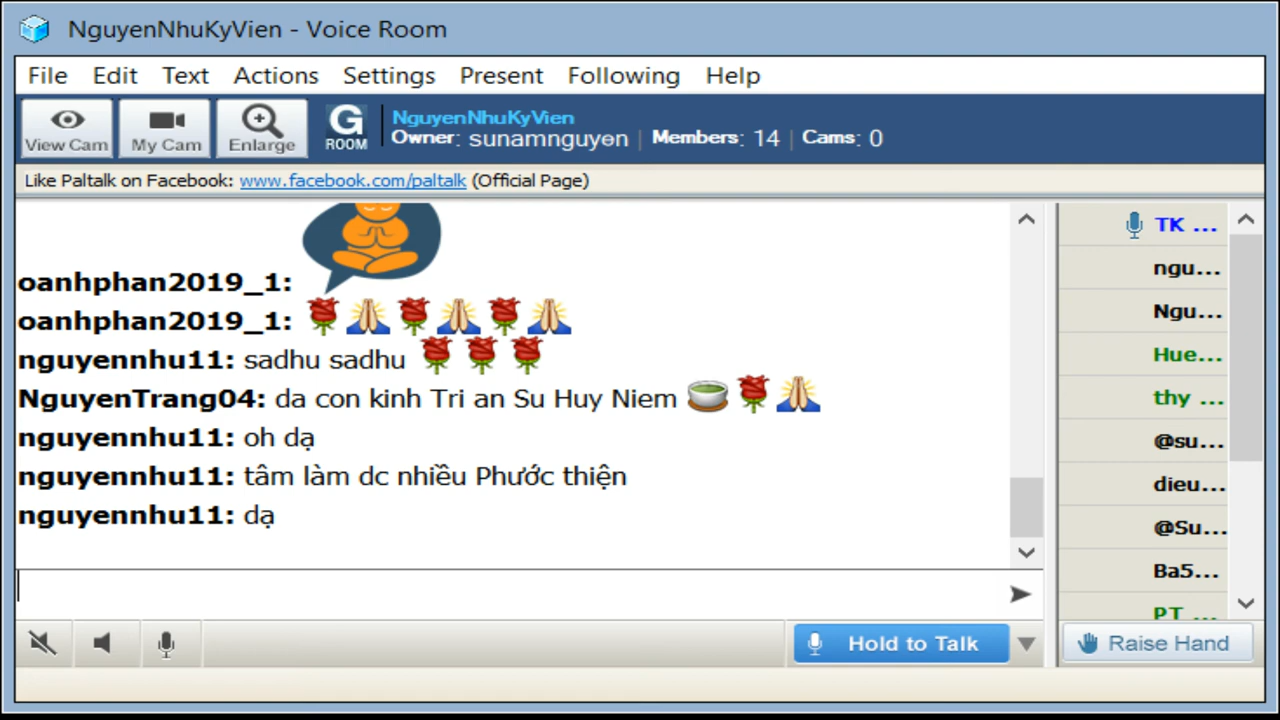 NguyenNhuKyVien - Voice Room
File Edit Text Actions Settings Present Following Help
View Cam My Cam Enlarge G ROOM
NguyenNhuKyVien
Owner: sunamnguyen | Members: 14 | Cams: 0
Like Paltalk on Facebook: www.facebook.com/paltalk (Official Page)
oanhphan2019_1:
oanhphan2019_1: 🌹🙏🌹🙏🌹🙏
nguyennhu11: sadhu sadhu 🌹🌹🌹
NguyenTrang04: da con kinh Tri an Su Huy Niem 🍵🌹🙏
nguyennhu11: oh dạ
nguyennhu11: tâm làm dc nhiều Phước thiện
nguyennhu11: dạ
TK ...
ngu...
Ngu...
Hue...
thy ...
@su...
dieu...
@Su...
Ba5...
PT ...
Hold to Talk
Raise Hand